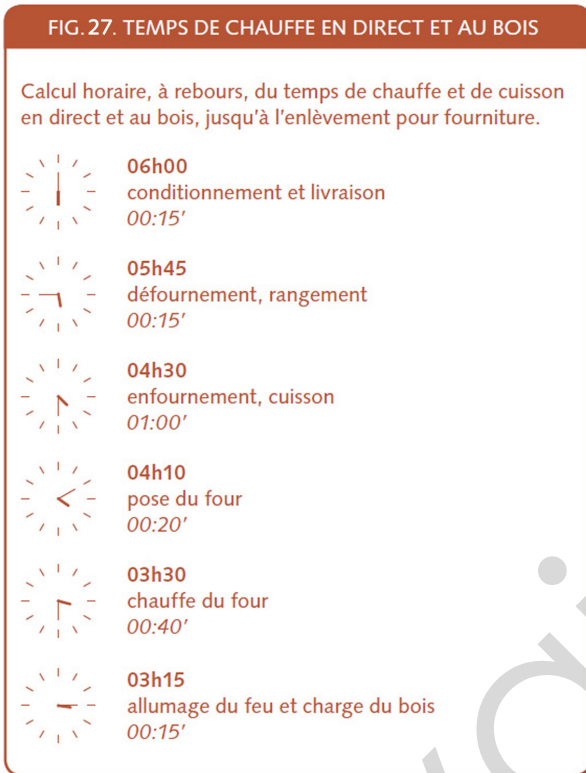 FIG. 27. TEMPS DE CHAUFFE EN DIRECT ET AU BOIS
Calcul horaire, à rebours, du temps de chauffe et de cuisson
en direct et au bois, jusqu'à l'enlèvement pour fourniture.
06h00
conditionnement et livraison
00:15'
05h45
défournement, rangement
00:15'
04h30
enfournement, cuisson
01:00'
04h10
pose du four
00:20'
03h30
chauffe du four
00:40'
03h15
allumage du feu et charge du bois
00:15'